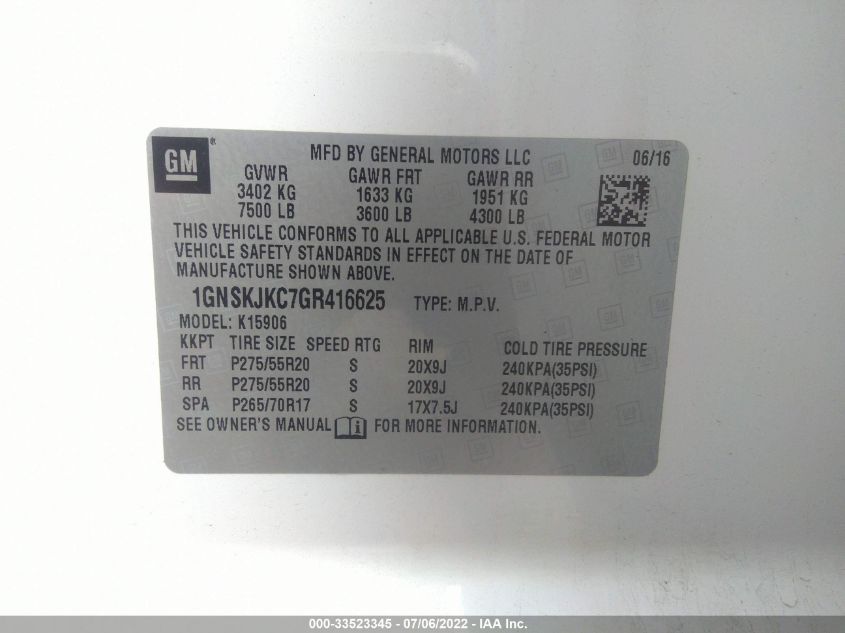 GM
MFD BY GENERAL MOTORS LLC 06/16
GVWR GAWR FRT GAWR RR
3402 KG 1633 KG 1951 KG
7500 LB 3600 LB 4300 LB
THIS VEHICLE CONFORMS TO ALL APPLICABLE U.S. FEDERAL MOTOR
VEHICLE SAFETY STANDARDS IN EFFECT ON THE DATE OF
MANUFACTURE SHOWN ABOVE.
1GNSKJKC7GR416625 TYPE: M.P.V.
MODEL: K15906
KKPT TIRE SIZE SPEED RTG RIM COLD TIRE PRESSURE
FRT P275/55R20 S 20X9J 240KPA(35PSI)
RR P275/55R20 S 20X9J 240KPA(35PSI)
SPA P265/70R17 S 17X7.5J 240KPA(35PSI)
SEE OWNER'S MANUAL FOR MORE INFORMATION.
000-33523345 - 07/06/2022 - IAA Inc.